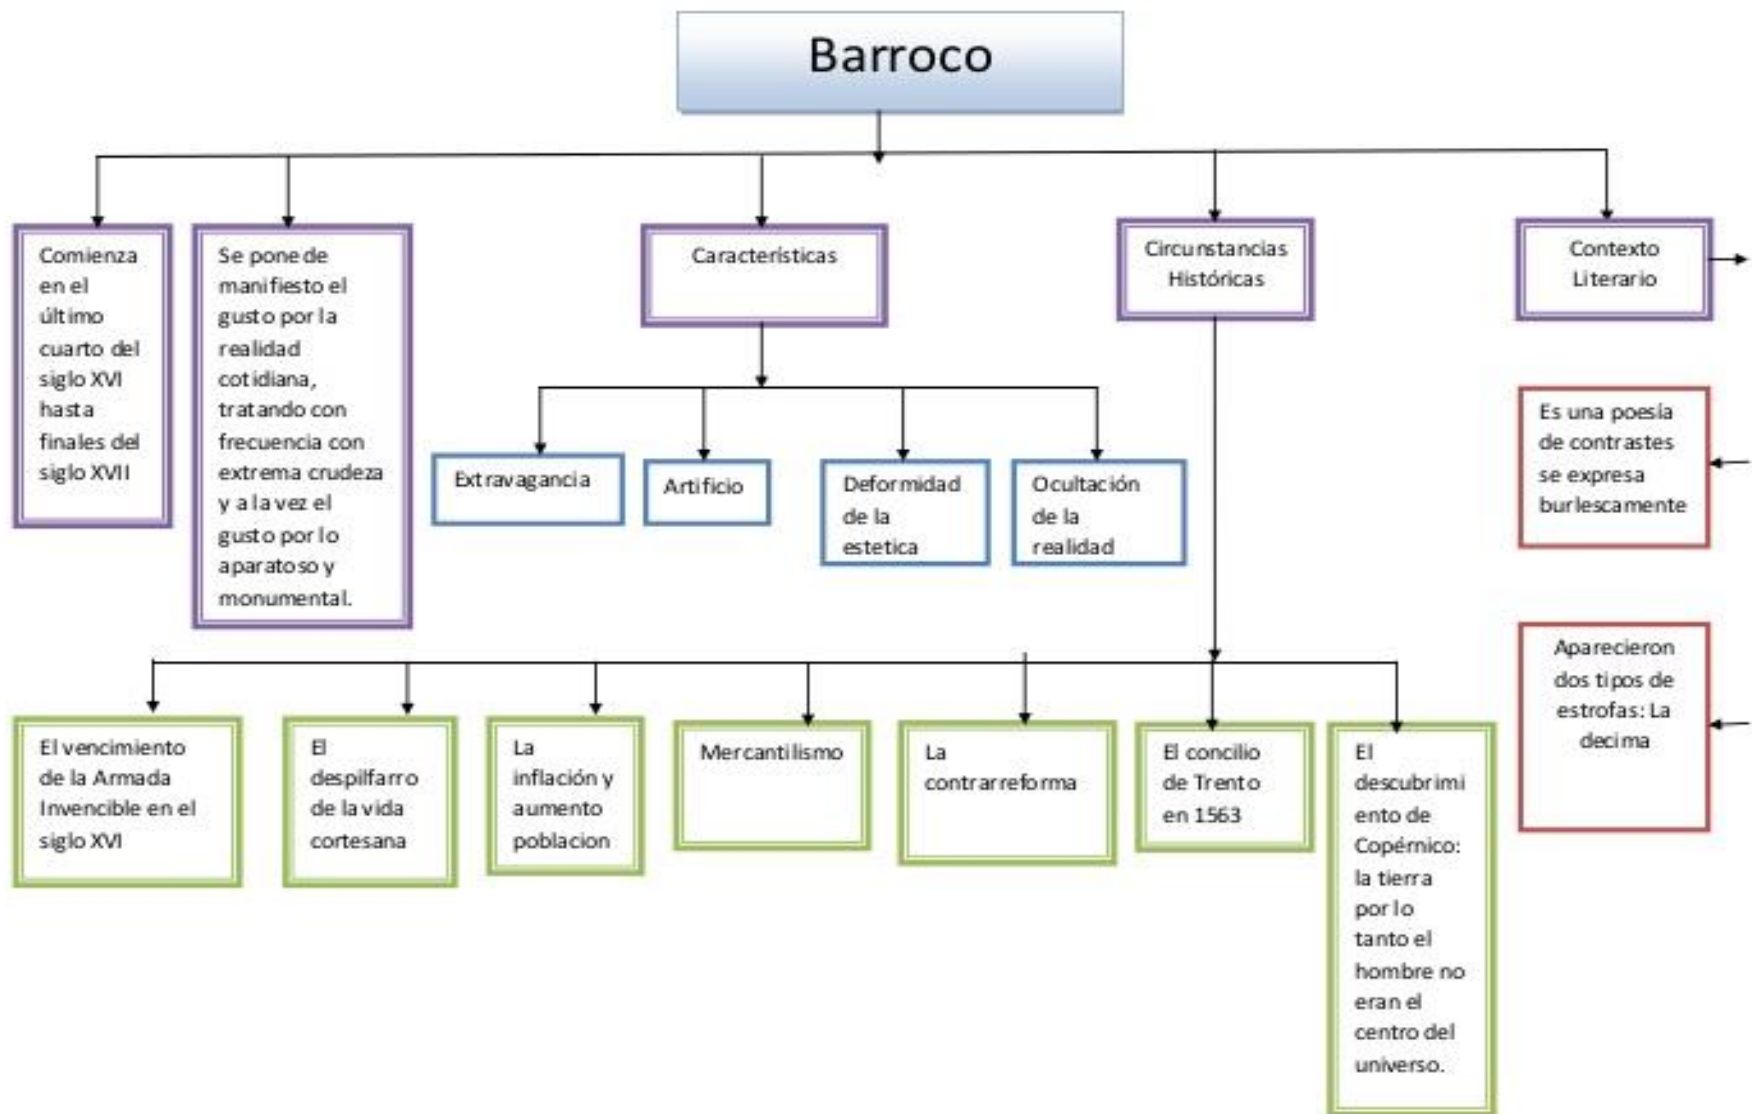 Barroco
Comienza
en el
último
cuarto del
siglo XVI
hasta
finales del
siglo XVII
Se pone de
manifiesto el
gusto por la
realidad
cotidiana,
tratando con
frecuencia con
extrema crudeza
y a la vez el
gusto por lo
aparatoso y
monumental.
Características
Circunstancias
Históricas
Contexto
Literario
Extravagancia
Artificio
Deformidad
de la
estetica
Ocultación
de la
realidad
Es una poesía
de contrastes
se expresa
burlescamente
Aparecieron
dos tipos de
estrofas: La
decima
El vencimiento
de la Armada
Invencible en el
siglo XVI
El
despilfarro
de la vida
cortesana
La
inflación y
aumento
poblacion
Mercantilismo
La
contrarreforma
El concilio
de Trento
en 1563
El
descubrimi
ento de
Copérnico:
la tierra
por lo
tanto el
hombre no
eran el
centro del
universo.